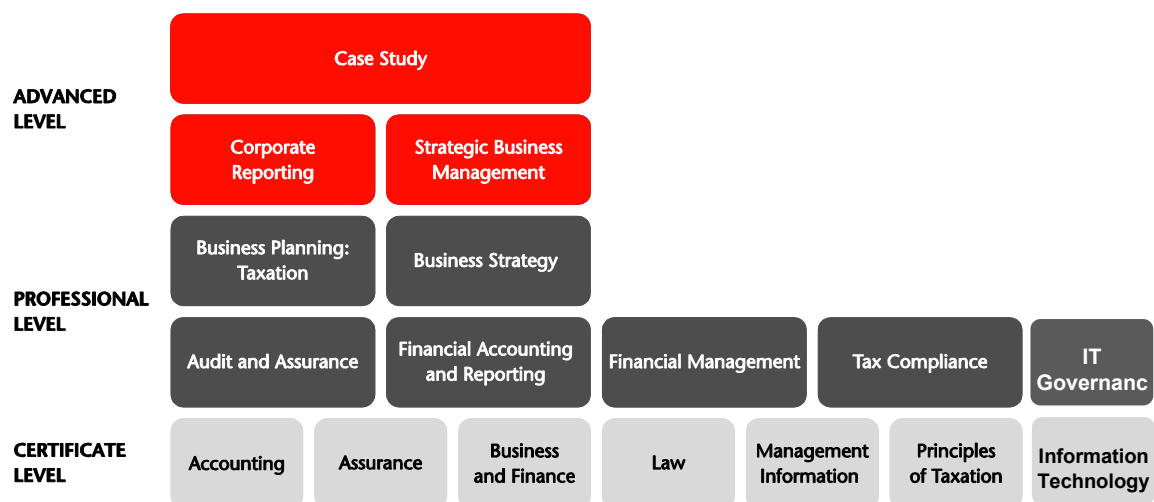 ADVANCED
LEVEL
Case Study
Corporate
Reporting
Strategic Business
Management
PROFESSIONAL
LEVEL
Business Planning:
Taxation
Business Strategy
Audit and Assurance
Financial Accounting
and Reporting
Financial Management
Tax Compliance
IT
Governanc
CERTIFICATE
LEVEL
Accounting
Assurance
Business
and Finance
Law
Management
Information
Principles
of Taxation
Information
Technology